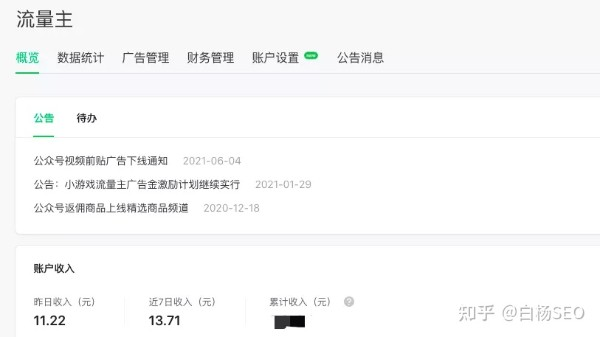 流量主
概览 数据统计 广告管理 财务管理 账户设置 公告消息
公告 待办
公众号视频前贴广告下线通知 2021-06-04
公告：小游戏流量主广告金激励计划继续实行 2021-01-29
公众号返佣商品上线精选商品频道 2020-12-18
账户收入
昨日收入（元） 近7日收入（元） 累计收入（元） ?
11.22 13.71
知乎 @白杨SEO